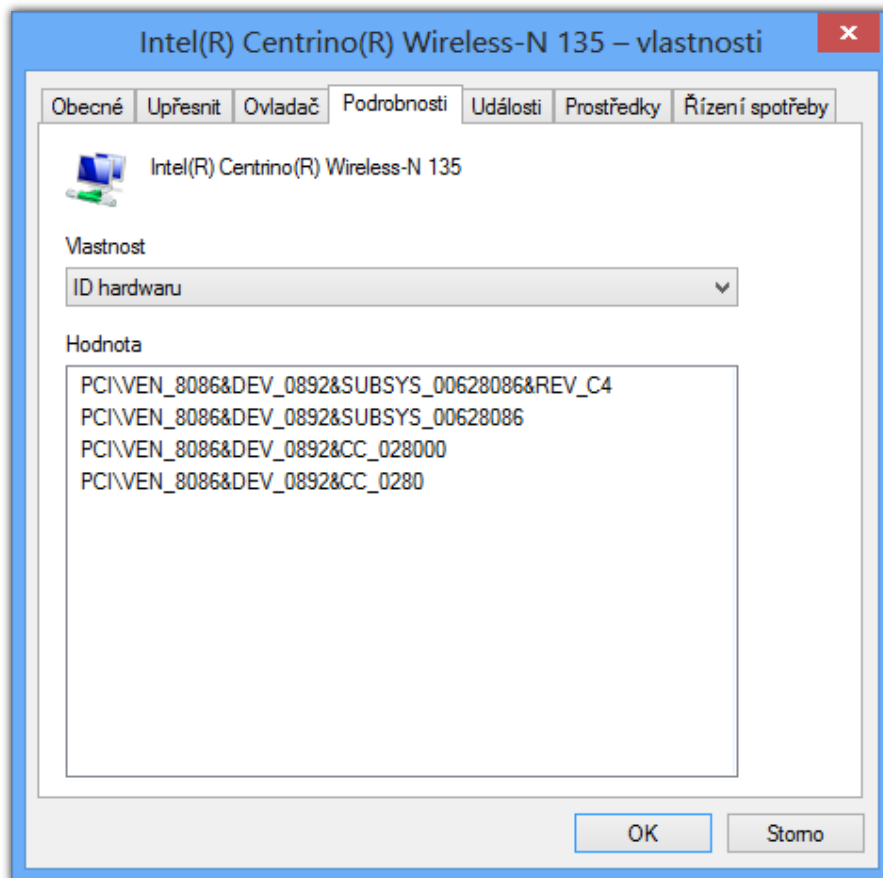 Intel(R) Centrino(R) Wireless-N 135 – vlastnosti
Obecné Upřesnit Ovladač Podrobnosti Události Prostředky Řízení spotřeby
Intel(R) Centrino(R) Wireless-N 135
Vlastnost
ID hardwaru
Hodnota
PCI\VEN_8086&DEV_0892&SUBSYS_00628086&REV_C4
PCI\VEN_8086&DEV_0892&SUBSYS_00628086
PCI\VEN_8086&DEV_0892&CC_028000
PCI\VEN_8086&DEV_0892&CC_0280
OK Storno